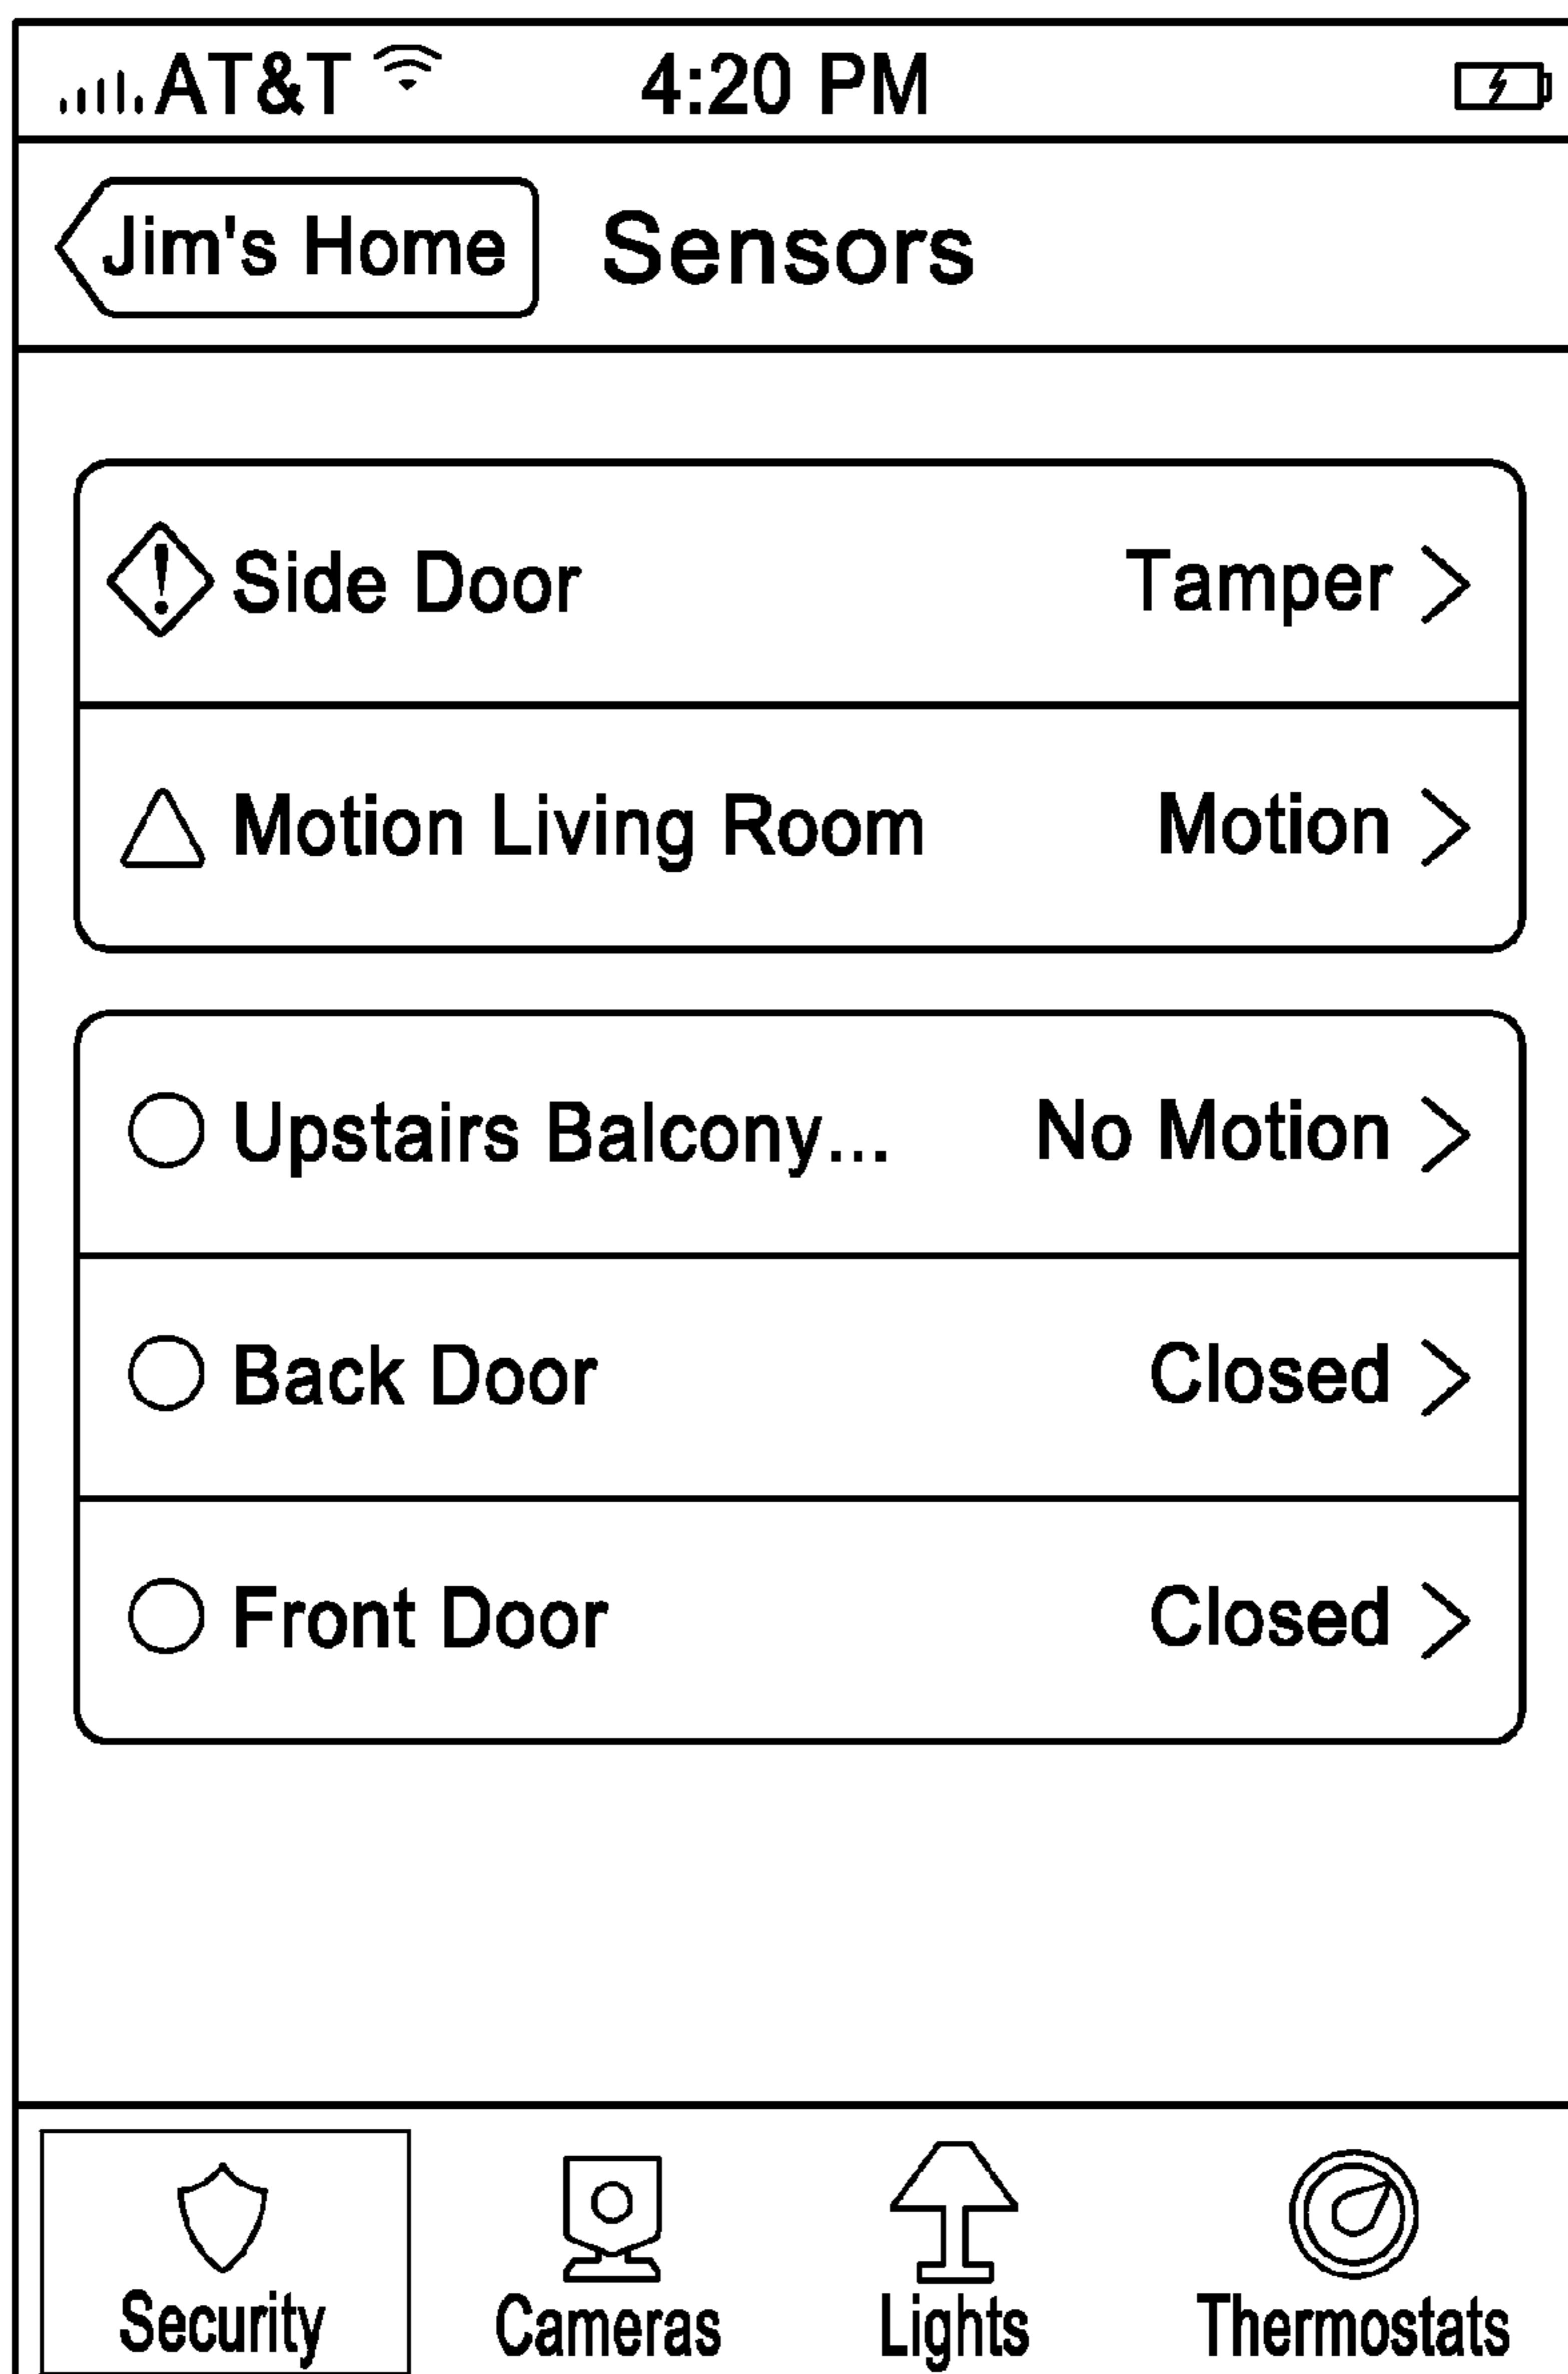 AT&T 4:20 PM
Jim's Home Sensors
Side Door Tamper
Motion Living Room Motion
Upstairs Balcony... No Motion
Back Door Closed
Front Door Closed
Security Cameras Lights Thermostats